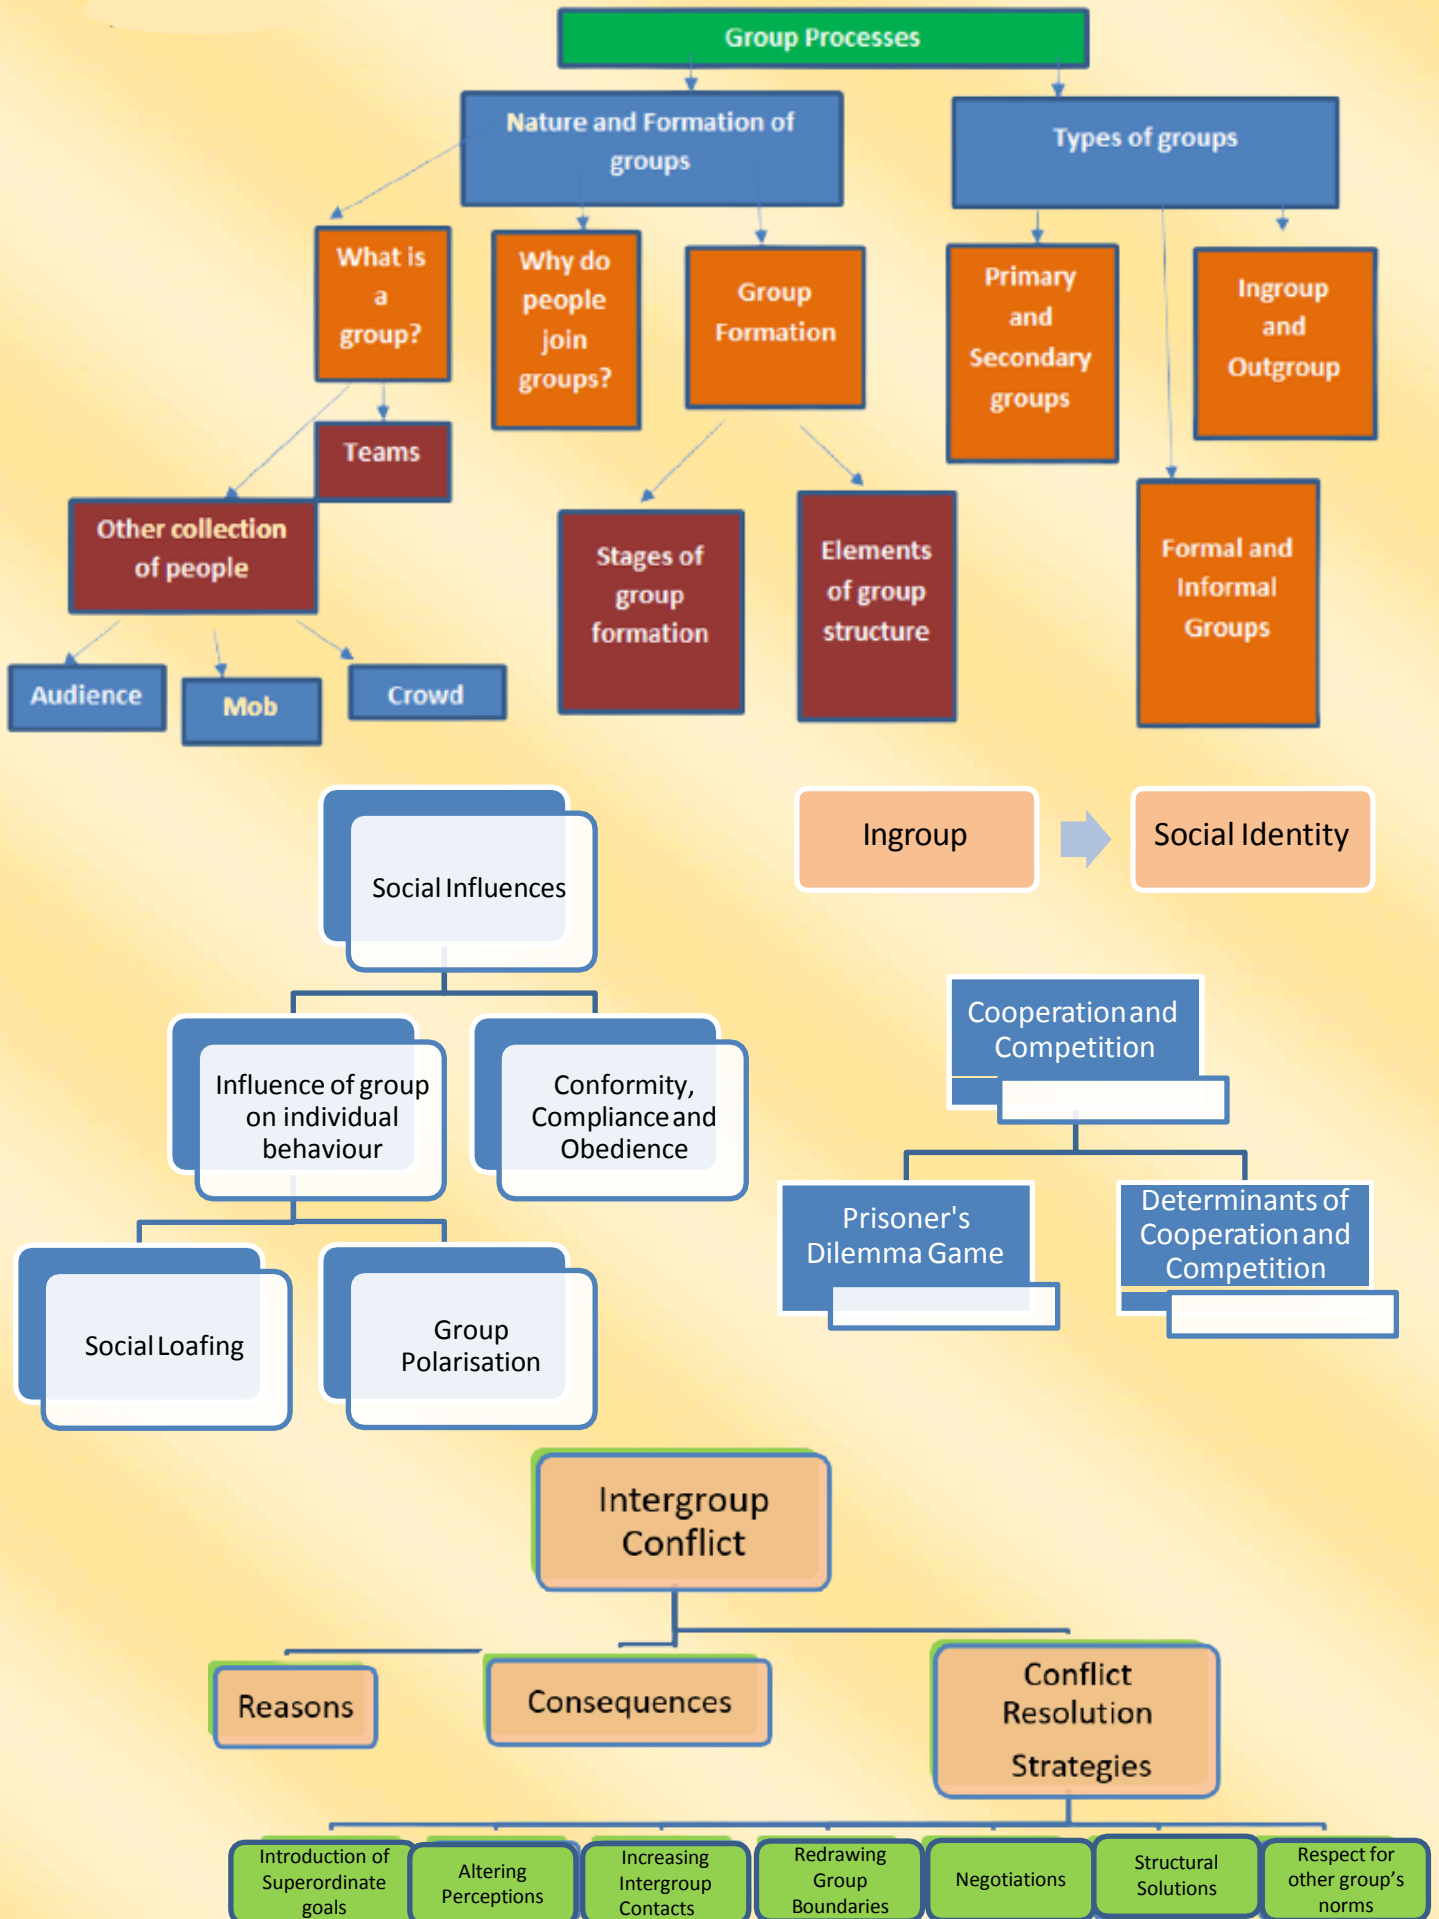 Group Processes
Nature and Formation of
groups
Types of groups
What is
a
group?
Why do
people
join
groups?
Group
Formation
Primary
and
Secondary
groups
Ingroup
and
Outgroup
Teams
Other collection
of people
Stages of
group
formation
Elements
of group
structure
Formal and
Informal
Groups
Audience
Mob
Crowd
Ingroup
Social Identity
Social Influences
Influence of group
on individual
behaviour
Conformity,
Compliance and
Obedience
Social Loafing
Group
Polarisation
Cooperation and
Competition
Prisoner's
Dilemma Game
Determinants of
Cooperation and
Competition
Intergroup
Conflict
Reasons
Consequences
Conflict
Resolution
Strategies
Introduction of
Superordinate
goals
Altering
Perceptions
Increasing
Intergroup
Contacts
Redrawing
Group
Boundaries
Negotiations
Structural
Solutions
Respect for
other group's
norms